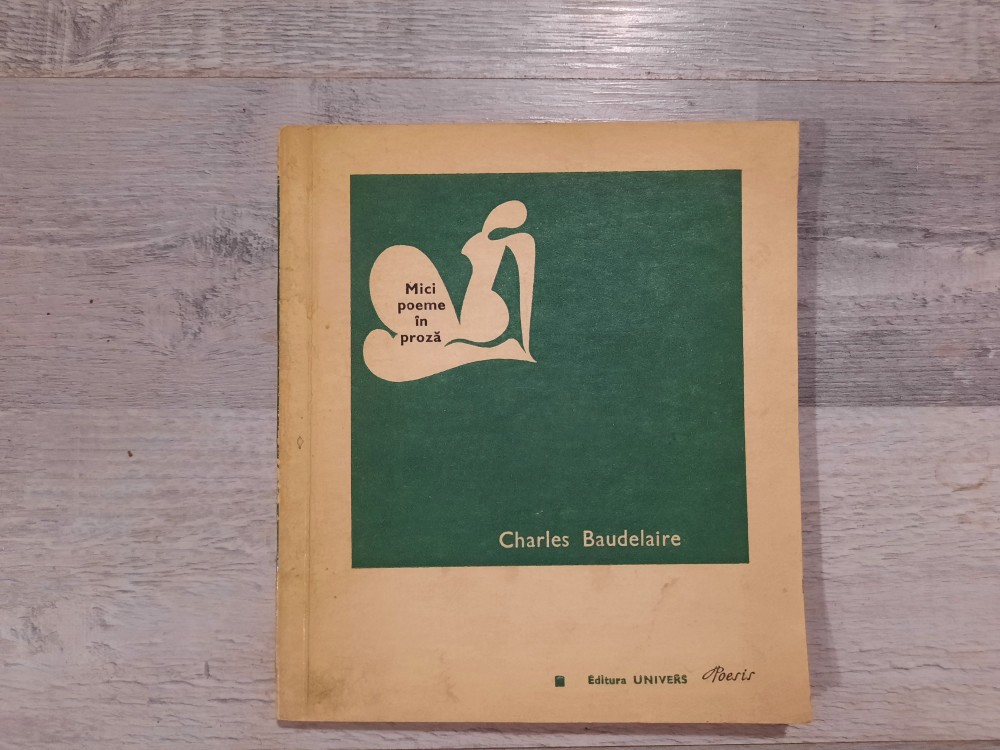 Mici
poeme
în
proză
Charles Baudelaire
Editura UNIVERS Poesis